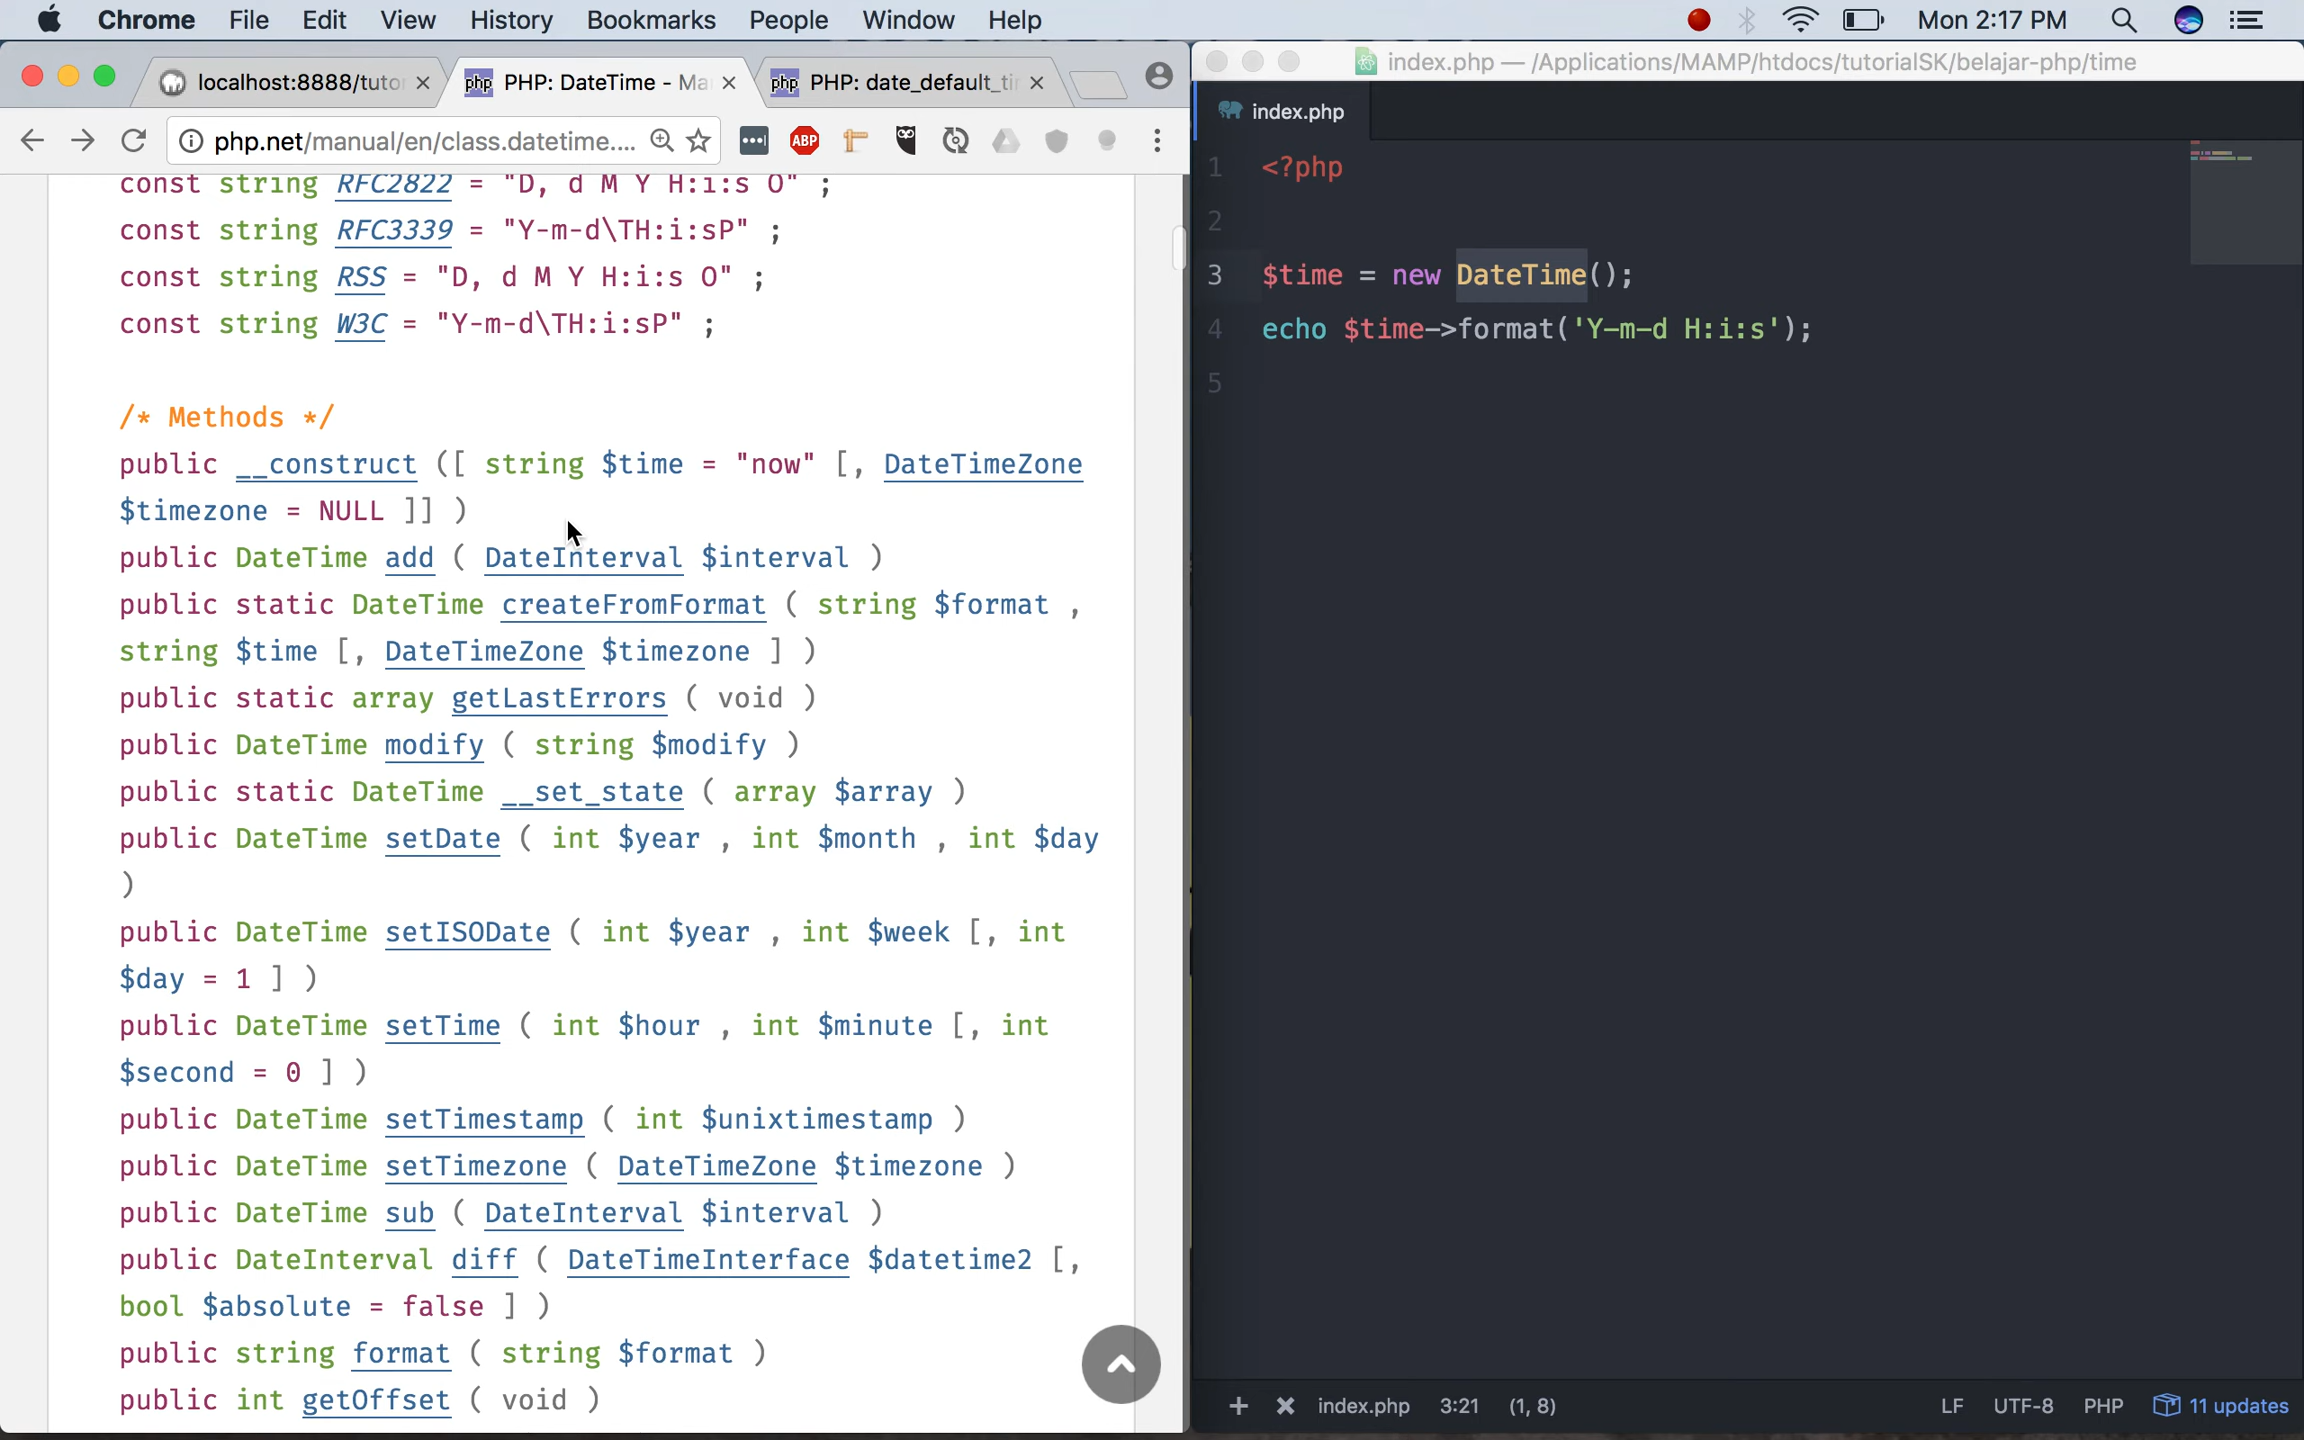 Chrome File Edit View History Bookmarks People Window Help Mon 2:17 PM
localhost:8888/tutor php PHP: DateTime - Ma php PHP: date_default_ti
index.php — /Applications/MAMP/htdocs/tutorialSK/belajar-php/time
php.net/manual/en/class.datetime.... ABP
const string RFC2822 = "D, d M Y H:i:s O" ;
const string RFC3339 = "Y-m-d\TH:i:sP" ;
const string RSS = "D, d M Y H:i:s O" ;
const string W3C = "Y-m-d\TH:i:sP" ;
/* Methods */
public __construct ([ string $time = "now" [, DateTimeZone
$timezone = NULL ]] )
public DateTime add ( DateInterval $interval )
public static DateTime createFromFormat ( string $format ,
string $time [, DateTimeZone $timezone ] )
public static array getLastErrors ( void )
public DateTime modify ( string $modify )
public static DateTime __set_state ( array $array )
public DateTime setDate ( int $year , int $month , int $day
)
public DateTime setISODate ( int $year , int $week [, int
$day = 1 ] )
public DateTime setTime ( int $hour , int $minute [, int
$second = 0 ] )
public DateTime setTimestamp ( int $unixtimestamp )
public DateTime setTimezone ( DateTimeZone $timezone )
public DateTime sub ( DateInterval $interval )
public DateInterval diff ( DateTimeInterface $datetime2 [,
bool $absolute = false ] )
public string format ( string $format )
public int getOffset ( void )
index.php
1 <?php
2
3 $time = new DateTime();
4 echo $time->format('Y-m-d H:i:s');
5
index.php 3:21 (1, 8) LF UTF-8 PHP 11 updates